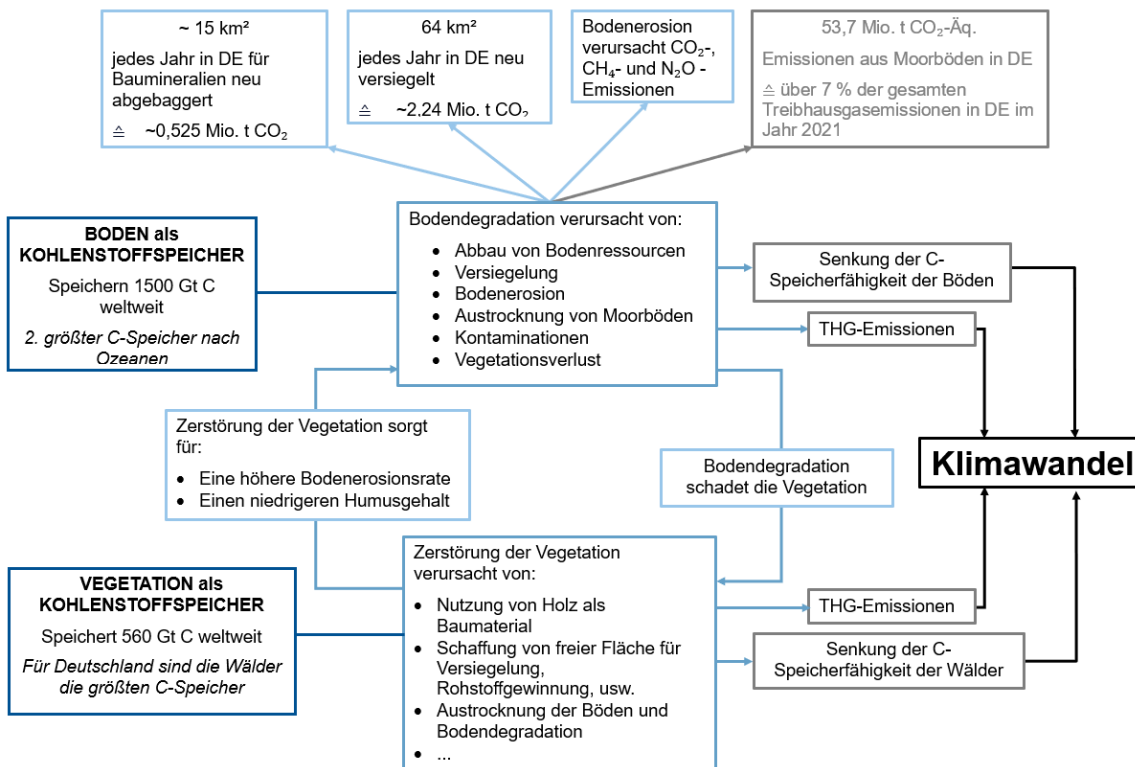 ~ 15 km²
jedes Jahr in DE für
Baumineralien neu
abgebaggert
≙ ~0,525 Mio. t CO₂
64 km²
jedes Jahr in DE neu
versiegelt
≙ ~2,24 Mio. t CO₂
Bodenerosion
verursacht CO₂-,
CH₄- und N₂O -
Emissionen
53,7 Mio. t CO₂-Äq.
Emissionen aus Moorböden in DE
≙ über 7 % der gesamten
Treibhausgasemissionen in DE im
Jahr 2021
BODEN als
KOHLENSTOFFSPEICHER
Speichern 1500 Gt C
weltweit
2. größter C-Speicher nach
Ozeanen
Bodendegradation verursacht von:
• Abbau von Bodenressourcen
• Versiegelung
• Bodenerosion
• Austrocknung von Moorböden
• Kontaminationen
• Vegetationsverlust
Senkung der C-
Speicherfähigkeit der Böden
THG-Emissionen
Zerstörung der Vegetation sorgt
für:
• Eine höhere Bodenerosionsrate
• Einen niedrigeren Humusgehalt
Bodendegradation
schadet die Vegetation
Klimawandel
VEGETATION als
KOHLENSTOFFSPEICHER
Speichert 560 Gt C weltweit
Für Deutschland sind die Wälder
die größten C-Speicher
Zerstörung der Vegetation
verursacht von:
• Nutzung von Holz als
Baumaterial
• Schaffung von freier Fläche für
Versiegelung,
Rohstoffgewinnung, usw.
• Austrocknung der Böden und
Bodendegradation
• ...
THG-Emissionen
Senkung der C-
Speicherfähigkeit der Wälder